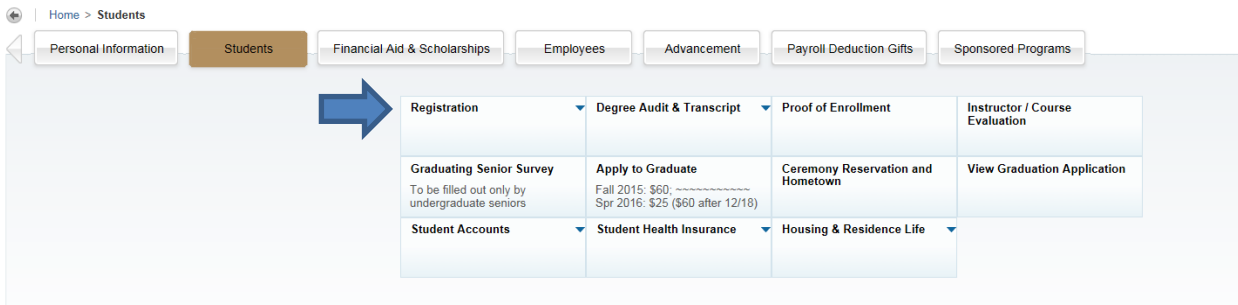 Home > Students
Personal Information
Students
Financial Aid & Scholarships
Employees
Advancement
Payroll Deduction Gifts
Sponsored Programs
Registration
Degree Audit & Transcript
Proof of Enrollment
Instructor / Course
Evaluation
Graduating Senior Survey
To be filled out only by
undergraduate seniors
Apply to Graduate
Fall 2015: $60; ~~~~~~~~~~~
Spr 2016: $25 ($60 after 12/18)
Ceremony Reservation and
Hometown
View Graduation Application
Student Accounts
Student Health Insurance
Housing & Residence Life